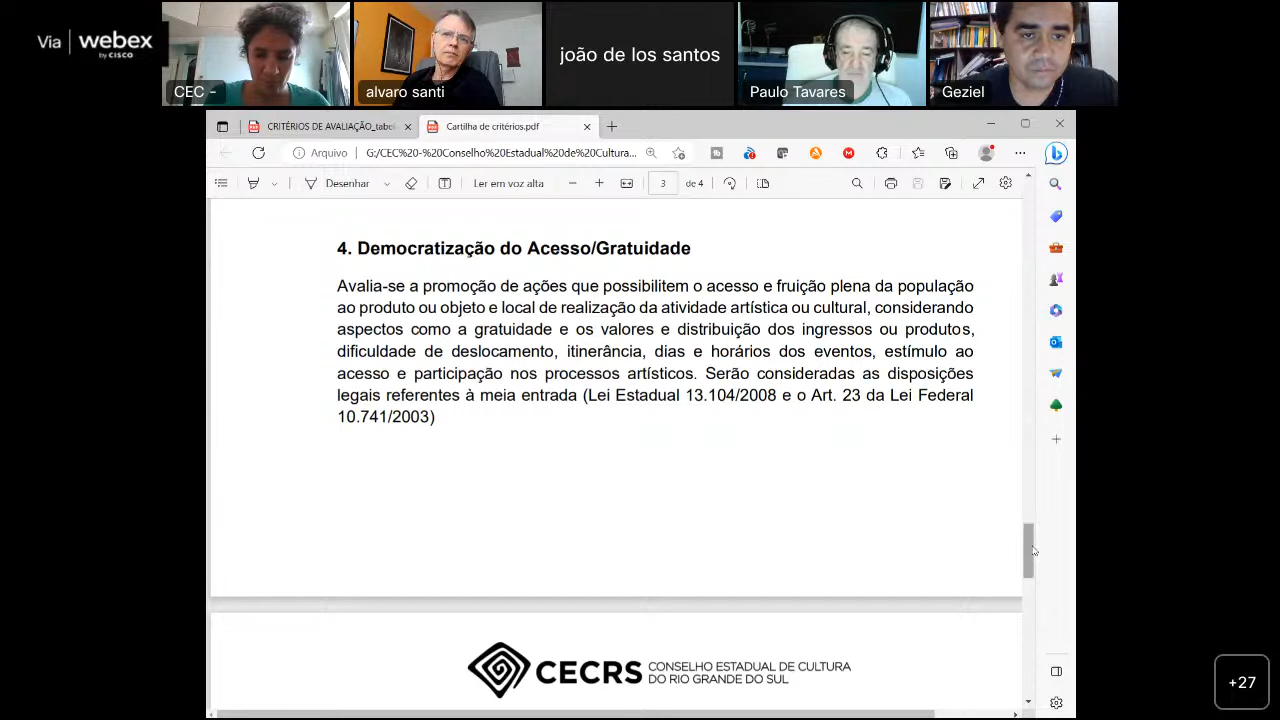 Via webex
by CISCO
CEC -
alvaro santi
joão de los santos
Paulo Tavares
Geziel
CRITÉRIOS DE AVALIAÇÃO_tabel
Cartilha de critérios.pdf
Arquivo
G:/CEC%20-%20Conselho%20Estadual%20de%20Cultura...
Desenhar
Ler em voz alta
3
de 4
4. Democratização do Acesso/Gratuidade
Avalia-se a promoção de ações que possibilitem o acesso e fruição plena da população
ao produto ou objeto e local de realização da atividade artística ou cultural, considerando
aspectos como a gratuidade e os valores e distribuição dos ingressos ou produtos,
dificuldade de deslocamento, itinerância, dias e horários dos eventos, estímulo ao
acesso e participação nos processos artísticos. Serão consideradas as disposições
legais referentes à meia entrada (Lei Estadual 13.104/2008 e o Art. 23 da Lei Federal
10.741/2003)
CECRS
CONSELHO ESTADUAL DE CULTURA
DO RIO GRANDE DO SUL
+27